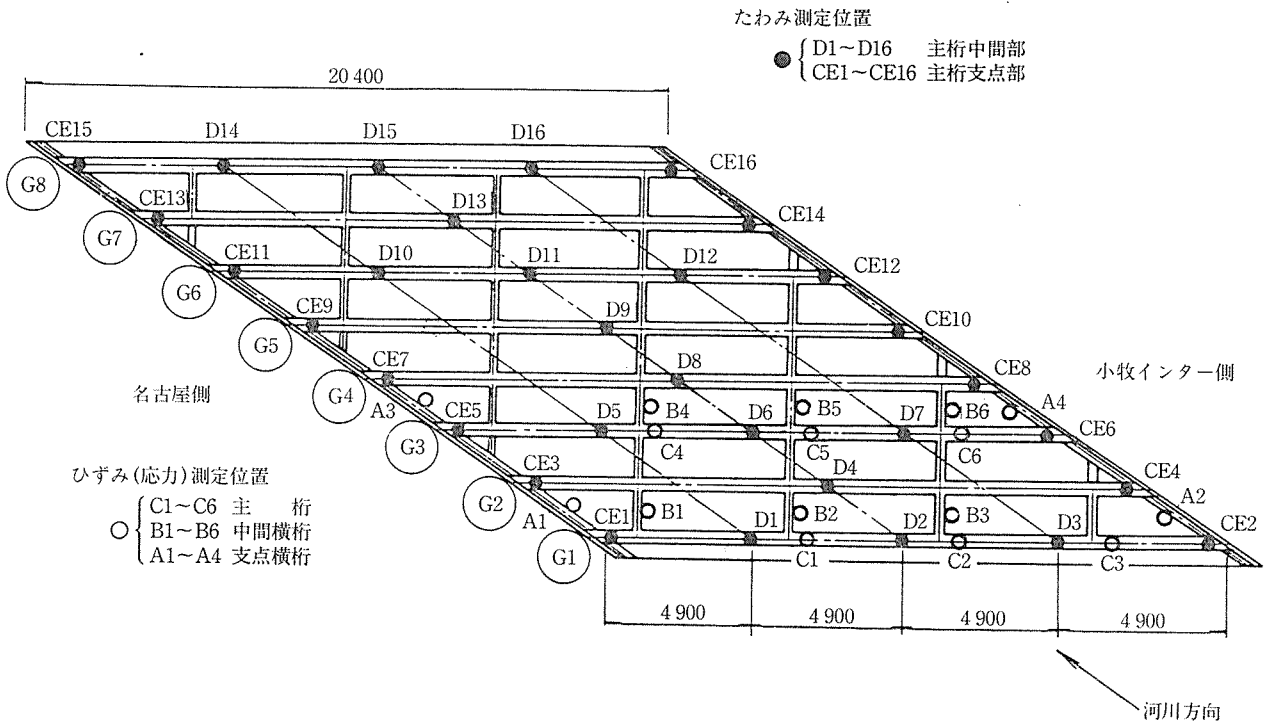 たわみ測定位置
D1~D16 主桁中間部
CE1~CE16 主桁支点部
20 400
CE15 D14 D15 D16 CE16
G8
CE13 D13 CE14
G7
CE11 D10 D11 D12 CE12
G6
CE9 D9 CE10
G5
CE7 D8 CE8
小牧インター側
名古屋側
G4
A3 CE5 D5 B4 D6 B5 D7 B6 A4 CE6
G3
C4 C5 C6
ひずみ(応力)測定位置
C1~C6 主 桁
B1~B6 中間横桁
A1~A4 支点横桁
CE3 D4 CE4
G2
A1 CE1 B1 D1 B2 D2 B3 D3 A2 CE2
G1
C1 C2 C3
4 900 4 900 4 900 4 900
河川方向